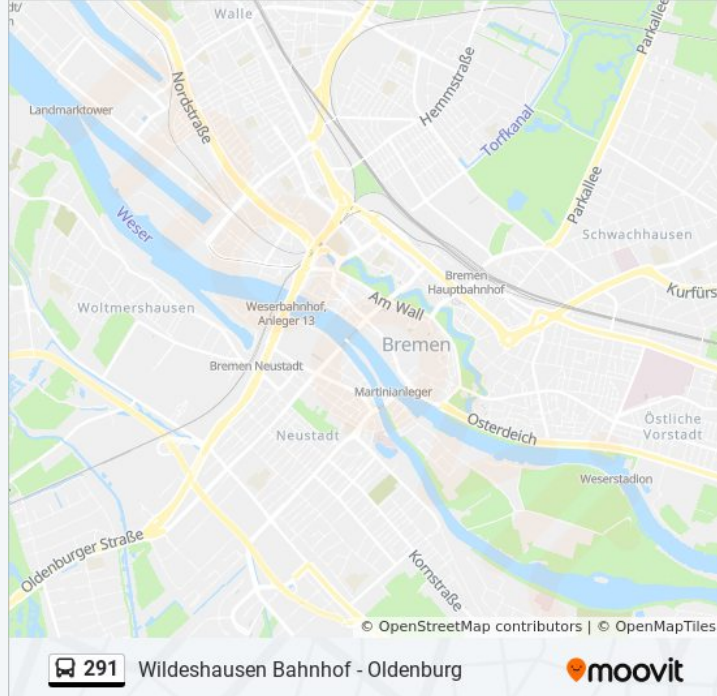 dt/
Walle
Parkallee
Nordstraße
Hemmstraße
Landmarktower
Torfkanal
Parkallee
Weser
Schwachhausen
Bremen
Hauptbahnhof
Kurfürs
Woltmershausen
Weserbahnhof,
Anleger 13
Am Wall
Bremen
Bremen Neustadt
Martinianleger
Osterdeich
Östliche
Vorstadt
Neustadt
Weserstadion
Oldenburger Straße
Kornstraße
© OpenStreetMap contributors | © OpenMapTiles
291 Wildeshausen Bahnhof - Oldenburg moovit